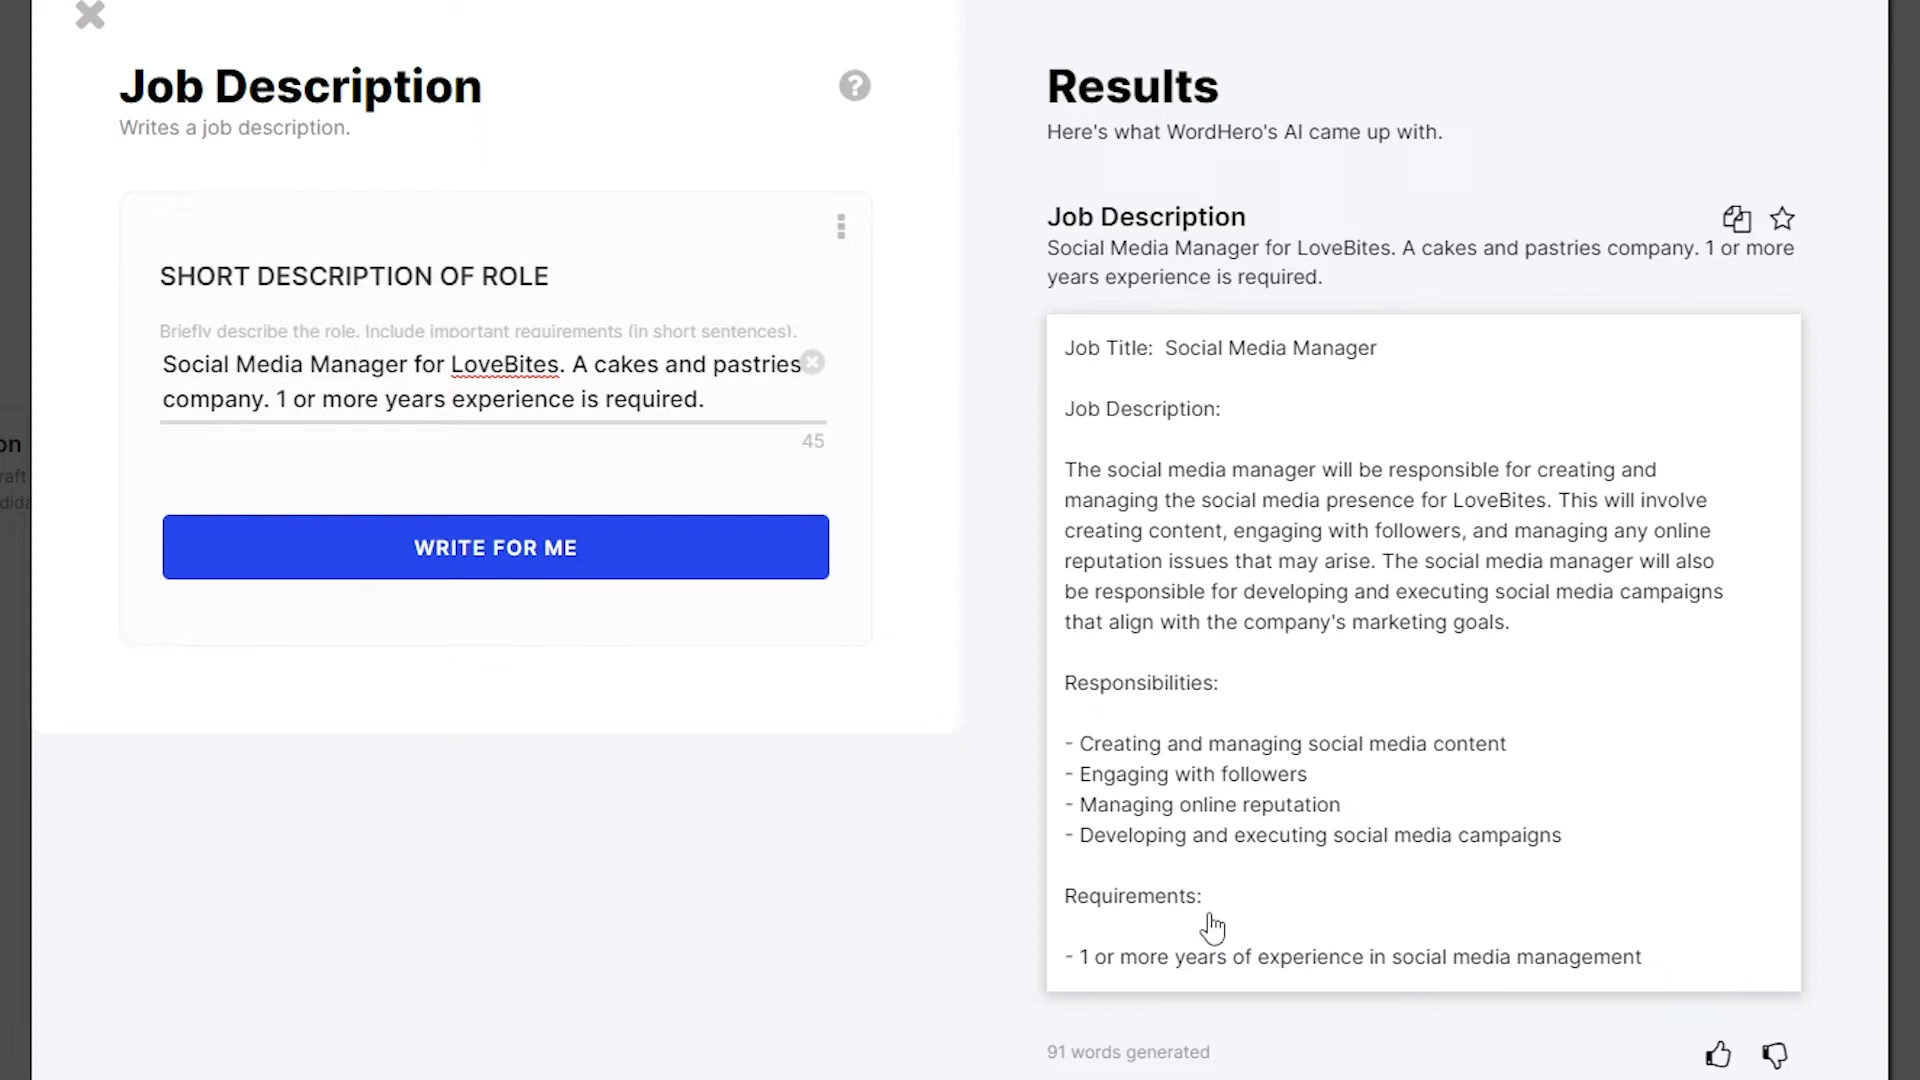 Job Description
Writes a job description.
SHORT DESCRIPTION OF ROLE
Briefly describe the role. Include important requirements (in short sentences).
Social Media Manager for LoveBites. A cakes and pastries
company. 1 or more years experience is required.
45
WRITE FOR ME
on
raft
dida
Results
Here's what WordHero's AI came up with.
Job Description
Social Media Manager for LoveBites. A cakes and pastries company. 1 or more
years experience is required.
Job Title:  Social Media Manager
Job Description:
The social media manager will be responsible for creating and
managing the social media presence for LoveBites. This will involve
creating content, engaging with followers, and managing any online
reputation issues that may arise. The social media manager will also
be responsible for developing and executing social media campaigns
that align with the company's marketing goals.
Responsibilities:
- Creating and managing social media content
- Engaging with followers
- Managing online reputation
- Developing and executing social media campaigns
Requirements:
- 1 or more years of experience in social media management
91 words generated